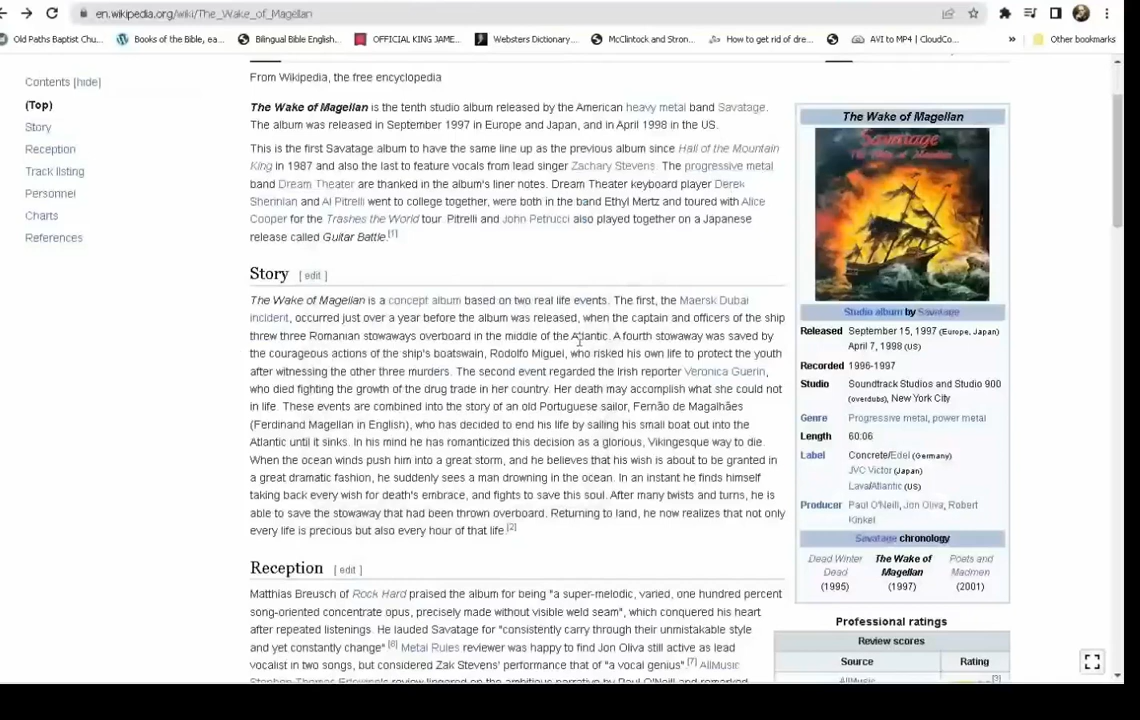 en.wikipedia.org/wiki/The_Wake_of_Magellan
Old Paths Baptist Chu...
Books of the Bible, ea...
Bilingual Bible English...
OFFICIAL KING JAME...
Websters Dictionary...
McClintock and Stron...
How to get rid of dre...
AVI to MP4 | CloudCo...
»
Other bookmarks
Contents [hide]
(Top)
Story
Reception
Track listing
Personnel
Charts
References
From Wikipedia, the free encyclopedia
The Wake of Magellan is the tenth studio album released by the American heavy metal band Savatage.
The album was released in September 1997 in Europe and Japan, and in April 1998 in the US.
This is the first Savatage album to have the same line up as the previous album since Hall of the Mountain
King in 1987 and also the last to feature vocals from lead singer Zachary Stevens. The progressive metal
band Dream Theater are thanked in the album's liner notes. Dream Theater keyboard player Derek
Sherinian and Al Pitrelli went to college together, were both in the band Ethyl Mertz and toured with Alice
Cooper for the Trashes the World tour. Pitrelli and John Petrucci also played together on a Japanese
release called Guitar Battle.[1]
Story [ edit ]
The Wake of Magellan is a concept album based on two real life events. The first, the Maersk Dubai
incident, occurred just over a year before the album was released, when the captain and officers of the ship
threw three Romanian stowaways overboard in the middle of the Atlantic. A fourth stowaway was saved by
the courageous actions of the ship's boatswain, Rodolfo Miguel, who risked his own life to protect the youth
after witnessing the other three murders. The second event regarded the Irish reporter Veronica Guerin,
who died fighting the growth of the drug trade in her country. Her death may accomplish what she could not
in life. These events are combined into the story of an old Portuguese sailor, Fernão de Magalhães
(Ferdinand Magellan in English), who has decided to end his life by sailing his small boat out into the
Atlantic until it sinks. In his mind he has romanticized this decision as a glorious, Vikingesque way to die.
When the ocean winds push him into a great storm, and he believes that his wish is about to be granted in
a great dramatic fashion, he suddenly sees a man drowning in the ocean. In an instant he finds himself
taking back every wish for death's embrace, and fights to save this soul. After many twists and turns, he is
able to save the stowaway that had been thrown overboard. Returning to land, he now realizes that not only
every life is precious but also every hour of that life.[2]
Reception [ edit ]
Matthias Breusch of Rock Hard praised the album for being "a super-melodic, varied, one hundred percent
song-oriented concentrate opus, precisely made without visible weld seam", which conquered his heart
after repeated listenings. He lauded Savatage for "consistently carry through their unmistakable style
and yet constantly change" [6] Metal Rules reviewer was happy to find Jon Oliva still active as lead
vocalist in two songs, but considered Zak Stevens' performance that of "a vocal genius".[7] AllMusic
Stephen Thomas Erlewine's review lingered on the ambitious narrative by Paul O'Neill and remarked
The Wake of Magellan
Savatage
The Wake of Magellan
Studio album by Savatage
Released September 15, 1997 (Europe, Japan)
April 7, 1998 (US)
Recorded 1996-1997
Studio Soundtrack Studios and Studio 900
(overdubs), New York City
Genre Progressive metal, power metal
Length 60:06
Label Concrete/Edel (Germany)
JVC Victor (Japan)
Lava/Atlantic (US)
Producer Paul O'Neill, Jon Oliva, Robert
Kinkel
Savatage chronology
Dead Winter Dead (1995)
The Wake of Magellan (1997)
Poets and Madmen (2001)
Professional ratings
Review scores
Source Rating
AllMusic [3]